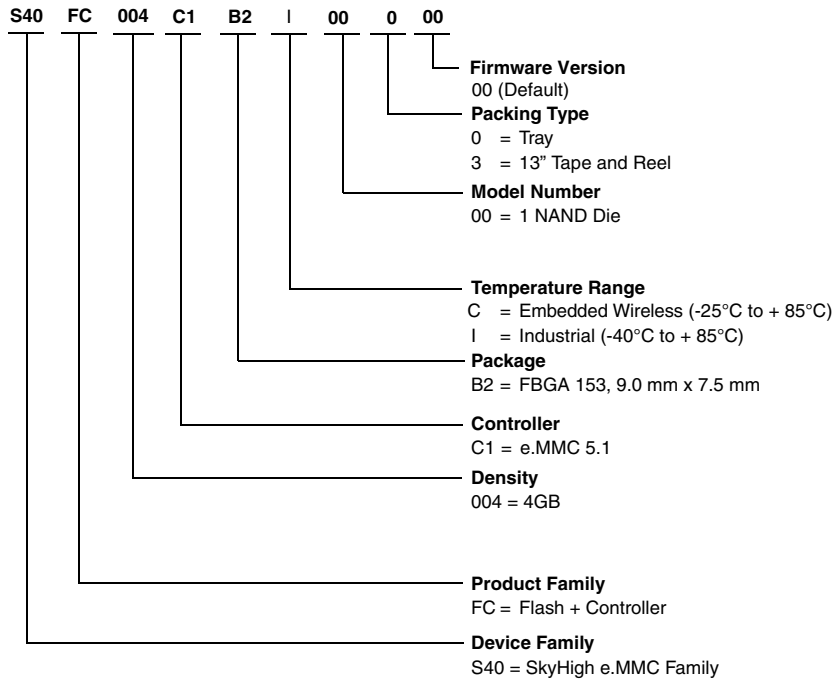 S40 FC 004 C1 B2 I 00 0 00
Firmware Version
00 (Default)
Packing Type
0 = Tray
3 = 13” Tape and Reel
Model Number
00 = 1 NAND Die
Temperature Range
C = Embedded Wireless (-25°C to + 85°C)
I = Industrial (-40°C to + 85°C)
Package
B2 = FBGA 153, 9.0 mm x 7.5 mm
Controller
C1 = e.MMC 5.1
Density
004 = 4GB
Product Family
FC = Flash + Controller
Device Family
S40 = SkyHigh e.MMC Family